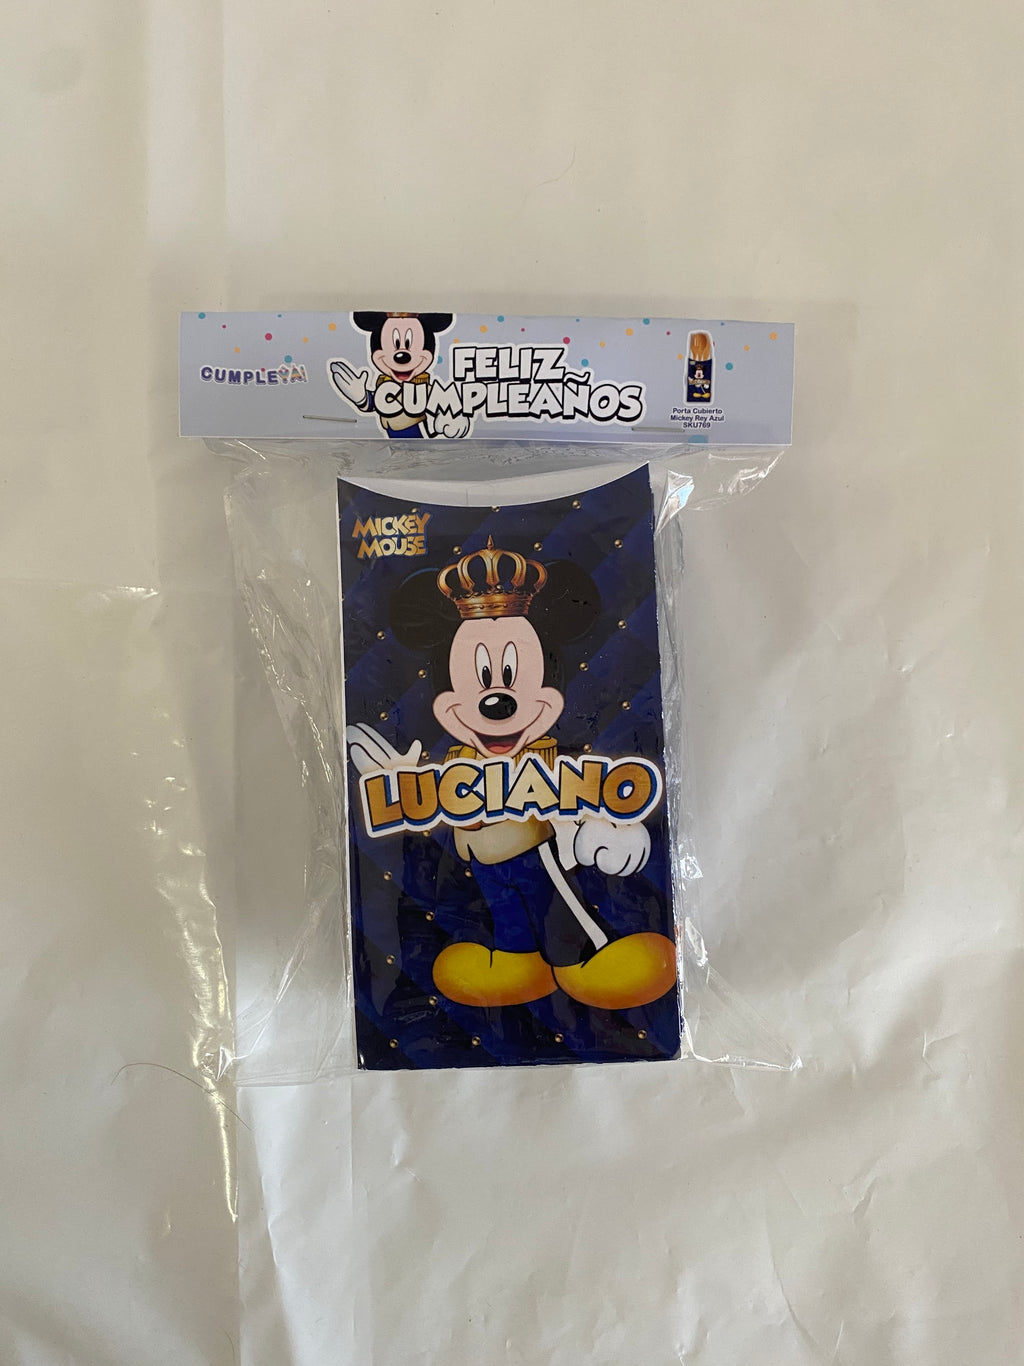 CUMPLEYA!
FELIZ
CUMPLEAÑOS
Porta Cubierto
Mickey Rey Azul
SKU769
MICKEY
MOUSE
LUCIANO